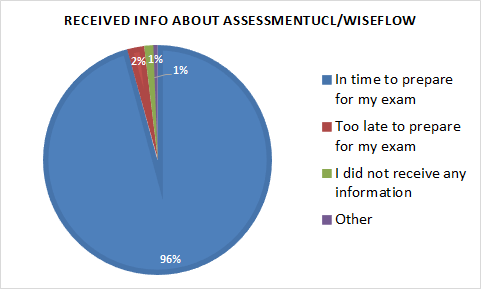 RECEIVED INFO ABOUT ASSESSMENTUCL/WISEFLOW
2%
1%
1%
96%
In time to prepare
for my exam
Too late to prepare
for my exam
I did not receive any
information
Other